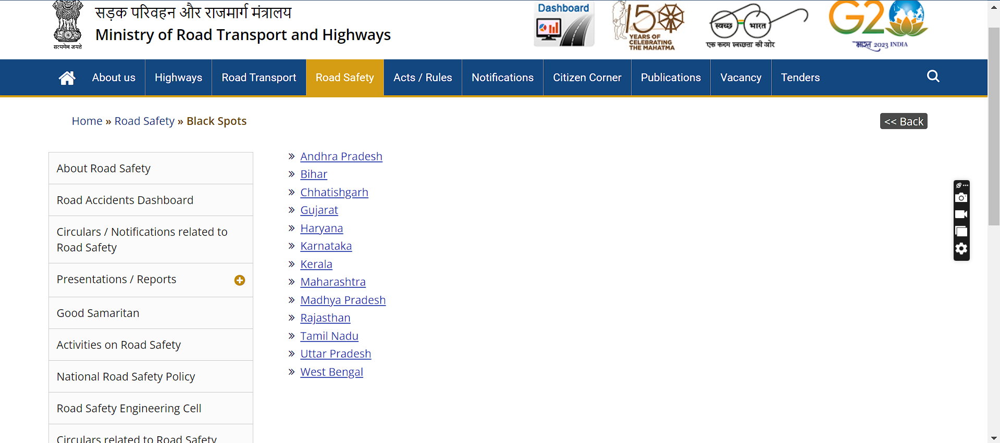 सड़क परिवहन और राजमार्ग मंत्रालय
Ministry of Road Transport and Highways
सत्यमेव जयते
Dashboard
150
YEARS OF
CELEBRATING
THE MAHATMA
स्वच्छ भारत
एक कदम स्वच्छता की ओर
G20
भारत 2023 INDIA
About us
Highways
Road Transport
Road Safety
Acts / Rules
Notifications
Citizen Corner
Publications
Vacancy
Tenders
Home » Road Safety » Black Spots
<< Back
About Road Safety
Road Accidents Dashboard
Circulars / Notifications related to
Road Safety
Presentations / Reports
Good Samaritan
Activities on Road Safety
National Road Safety Policy
Road Safety Engineering Cell
Circulars related to Road Safety
» Andhra Pradesh
» Bihar
» Chhatishgarh
» Gujarat
» Haryana
» Karnataka
» Kerala
» Maharashtra
» Madhya Pradesh
» Rajasthan
» Tamil Nadu
» Uttar Pradesh
» West Bengal